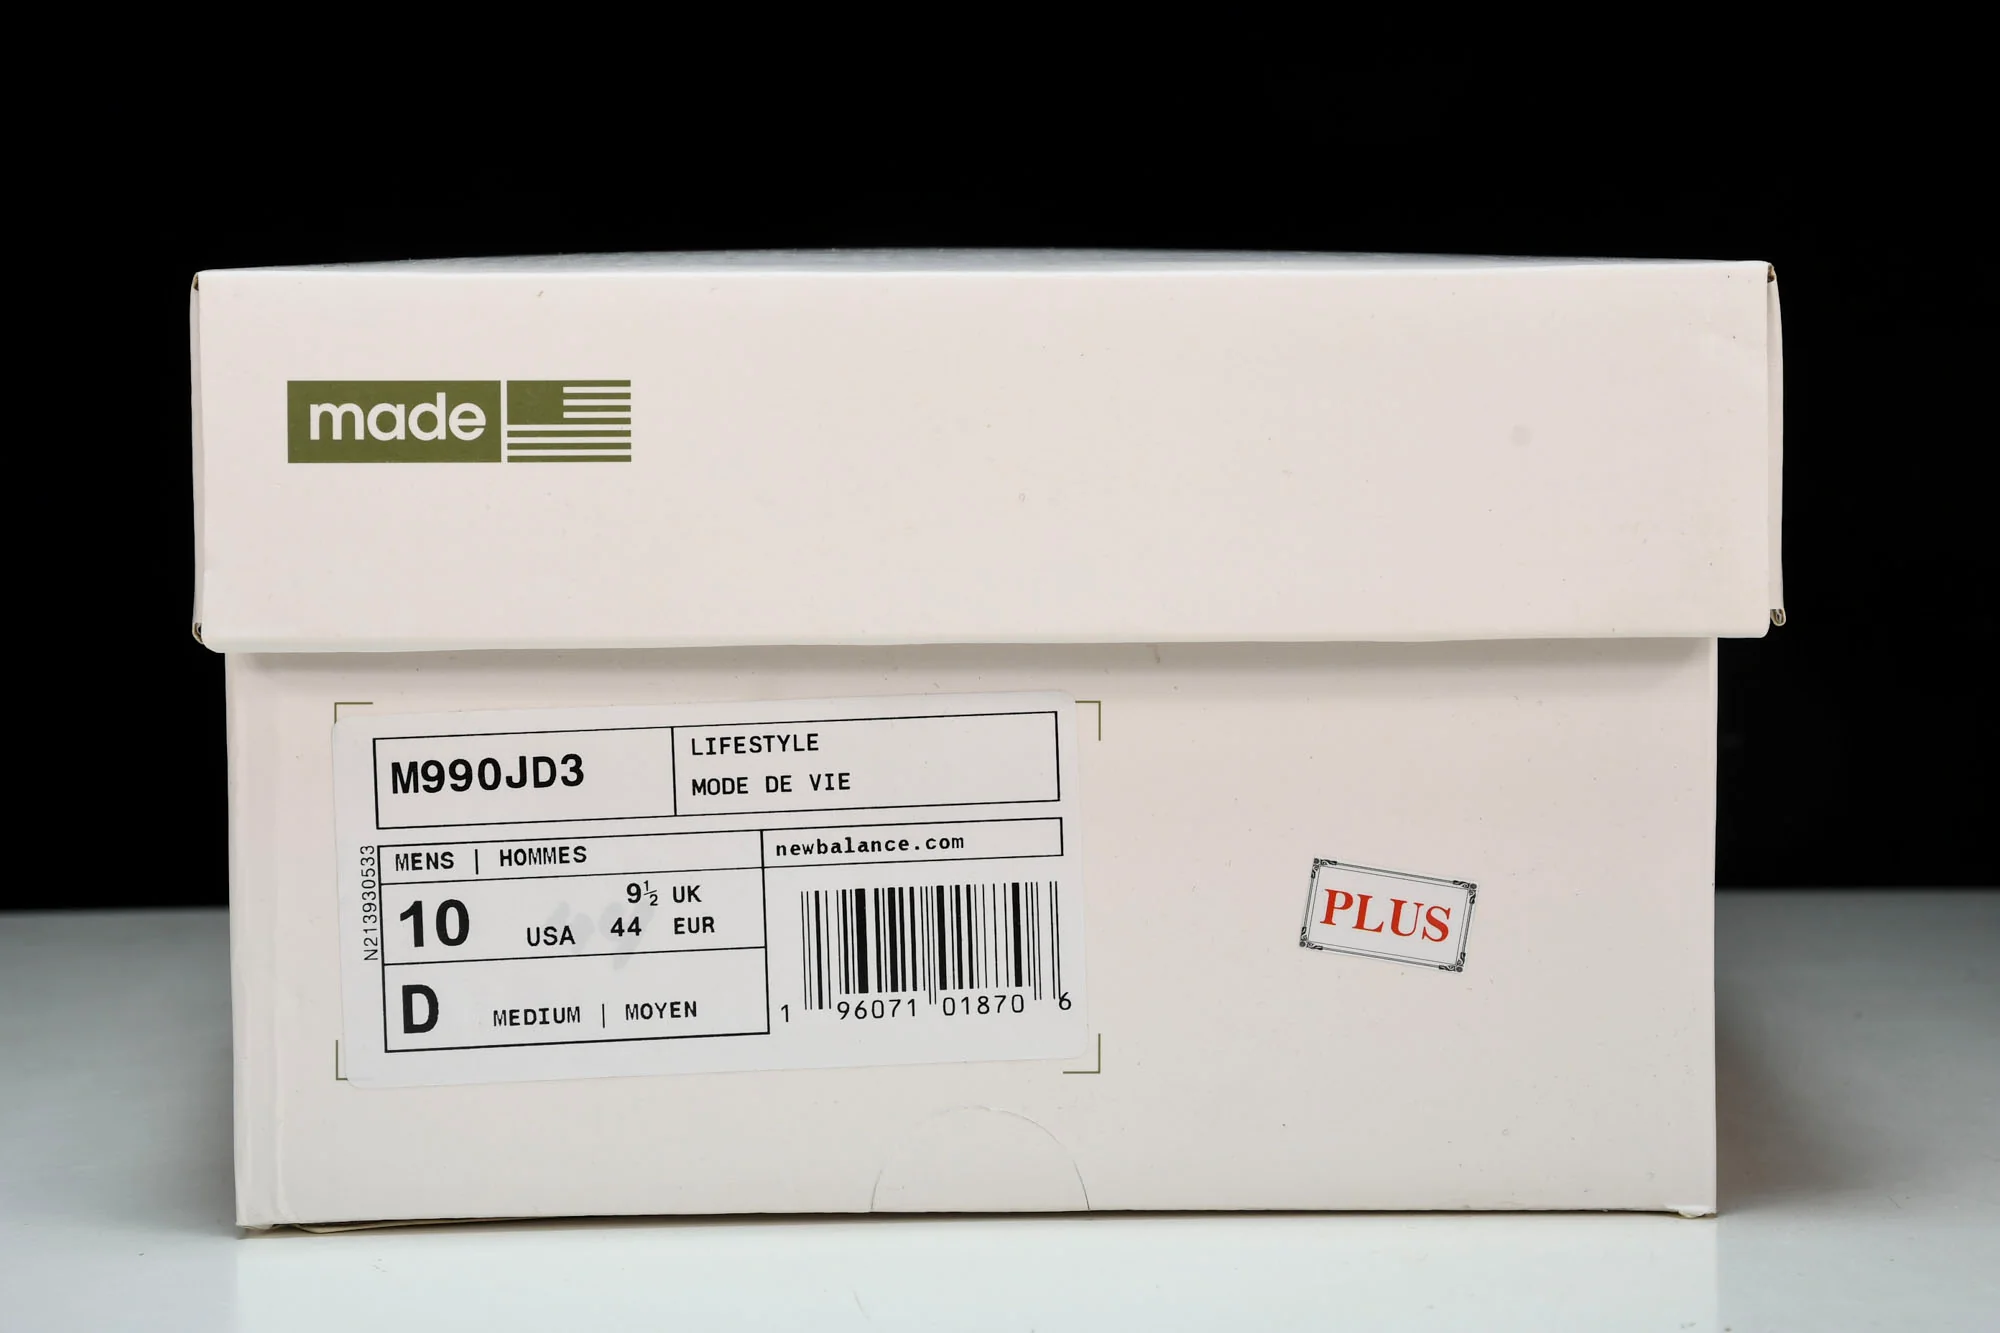 made
M990JD3
LIFESTYLE
MODE DE VIE
N213930533
MENS | HOMMES
newbalance.com
10 USA
9½ UK
44 EUR
D MEDIUM | MOYEN
1 96071 01870 6
PLUS